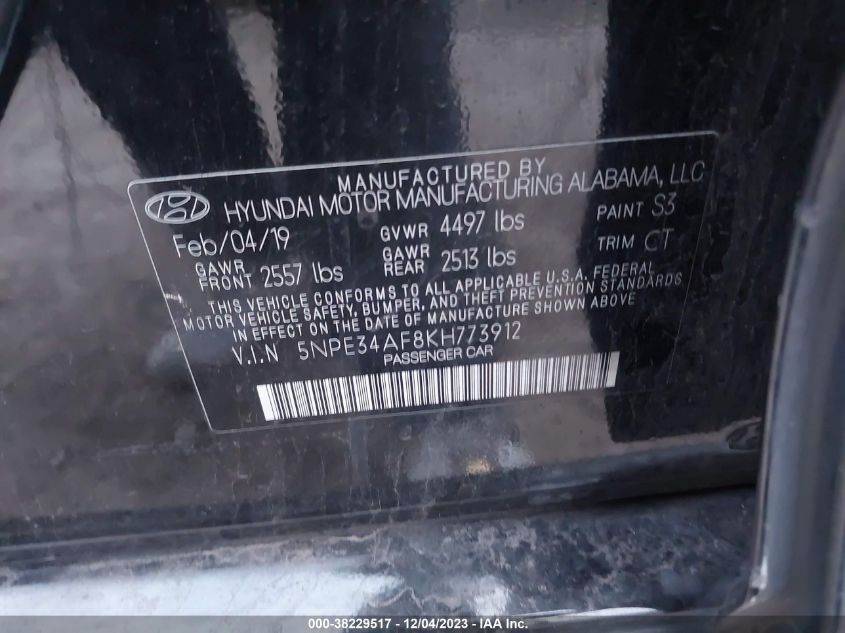 MANUFACTURED BY
HYUNDAI MOTOR MANUFACTURING ALABAMA, LLC
Feb/04/19 GVWR 4497 lbs PAINT S3
GAWR FRONT 2557 lbs GAWR REAR 2513 lbs TRIM CT
THIS VEHICLE CONFORMS TO ALL APPLICABLE U.S.A. FEDERAL
MOTOR VEHICLE SAFETY, BUMPER, AND THEFT PREVENTION STANDARDS
IN EFFECT ON THE DATE OF MANUFACTURE SHOWN ABOVE
V.I.N 5NPE34AF8KH773912
PASSENGER CAR
000-38229517 - 12/04/2023 - IAA Inc.